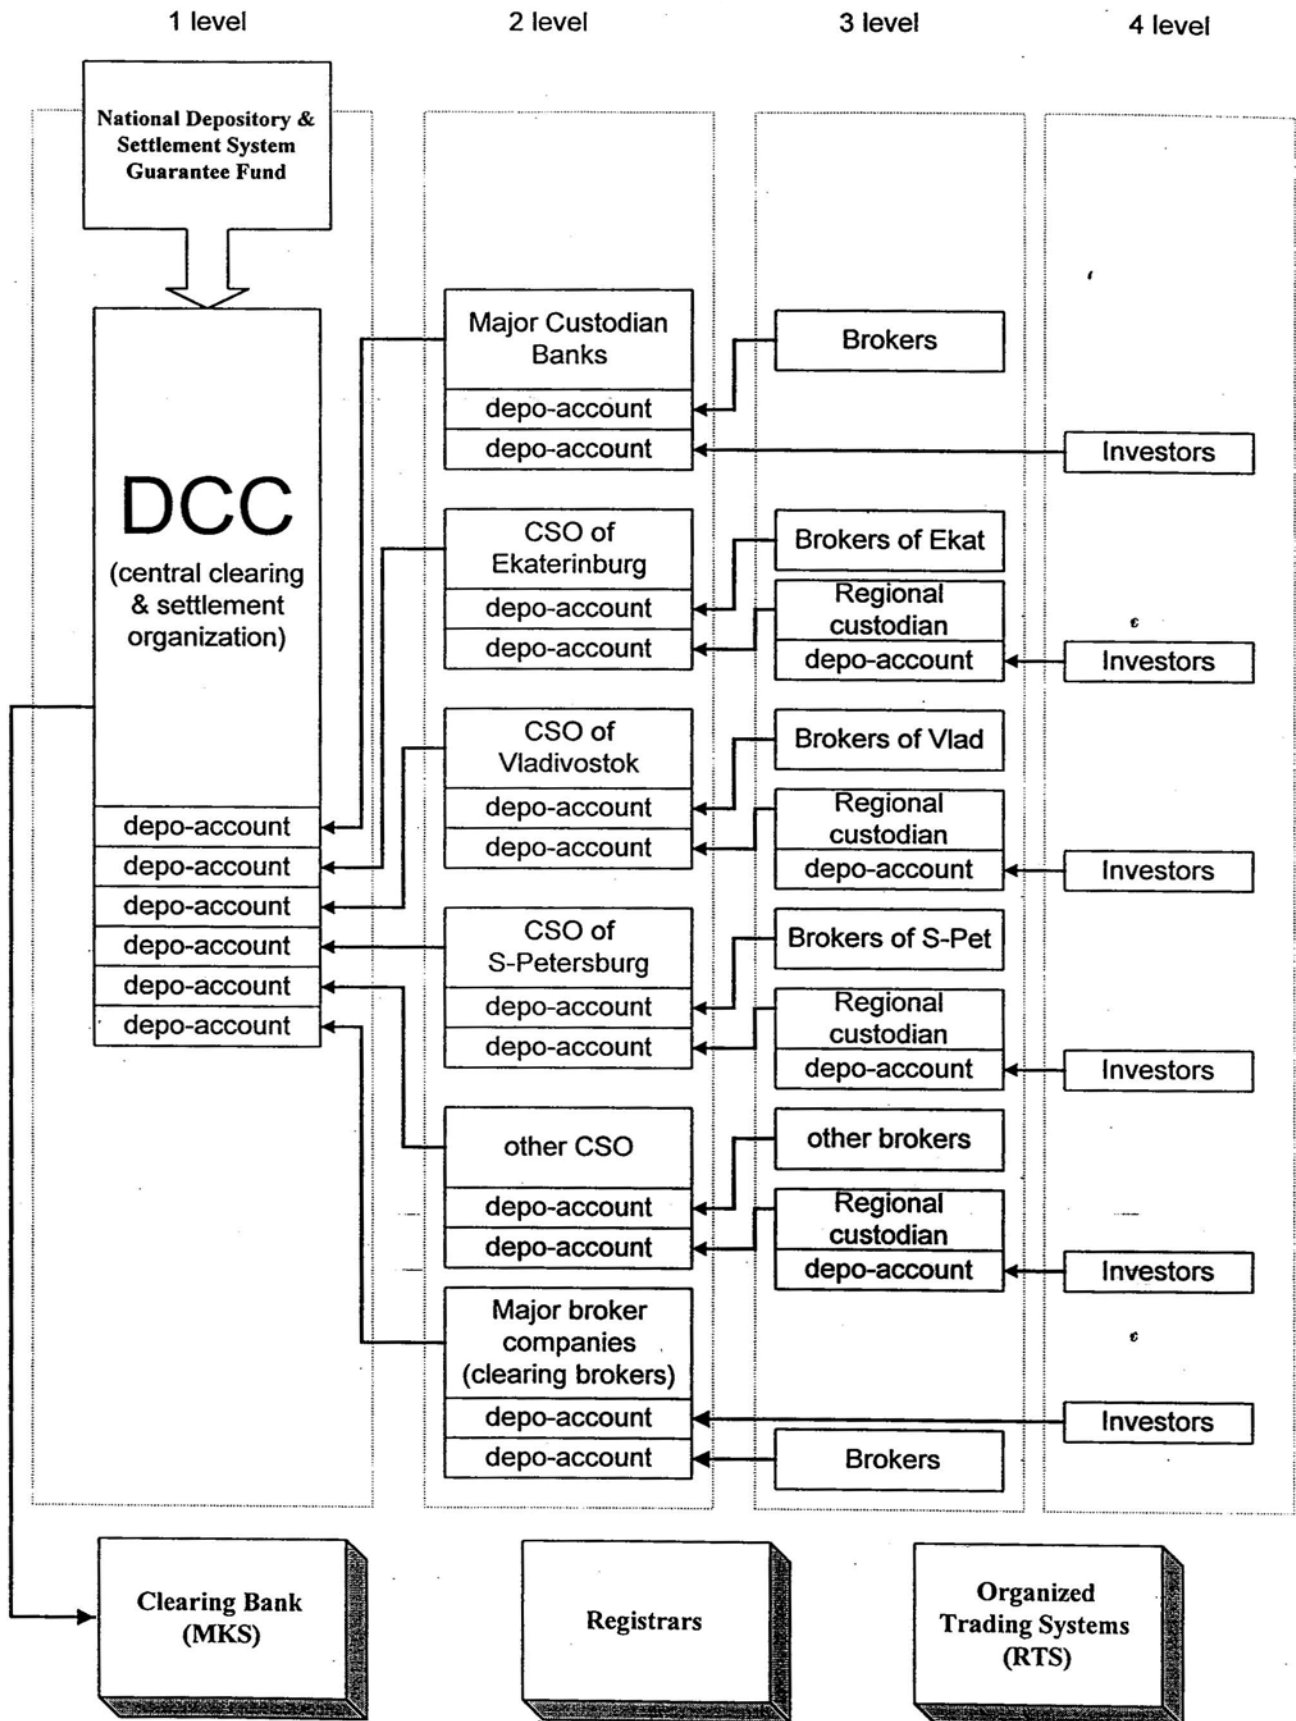 1 level
2 level
3 level
4 level
National Depository &
Settlement System
Guarantee Fund
DCC
(central clearing
& settlement
organization)
depo-account
depo-account
depo-account
depo-account
depo-account
depo-account
Major Custodian
Banks
depo-account
depo-account
CSO of
Ekaterinburg
depo-account
depo-account
CSO of
Vladivostok
depo-account
depo-account
CSO of
S-Petersburg
depo-account
depo-account
other CSO
depo-account
depo-account
Major broker
companies
(clearing brokers)
depo-account
depo-account
Brokers
Brokers of Ekat
Regional
custodian
depo-account
Brokers of Vlad
Regional
custodian
depo-account
Brokers of S-Pet
Regional
custodian
depo-account
other brokers
Regional
custodian
depo-account
Brokers
Investors
Investors
Investors
Investors
Investors
Investors
Clearing Bank
(MKS)
Registrars
Organized
Trading Systems
(RTS)